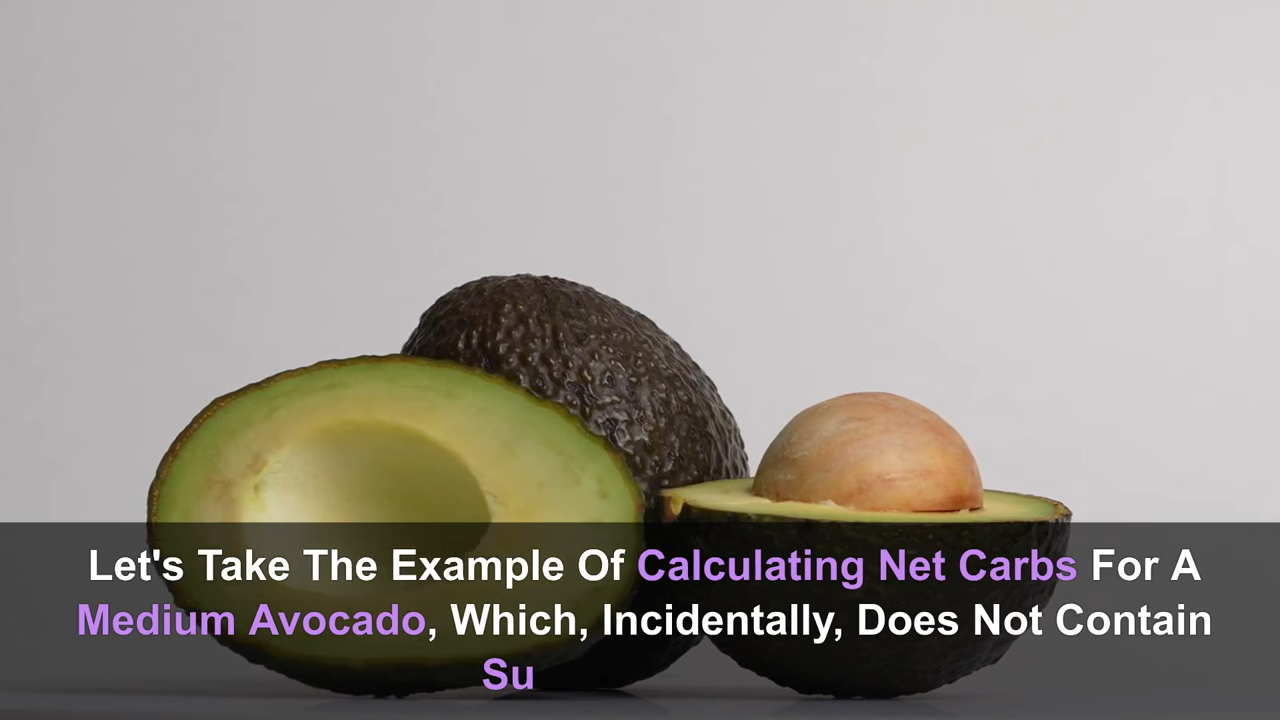 Let's Take The Example Of Calculating Net Carbs For A
Medium Avocado, Which, Incidentally, Does Not Contain
Su